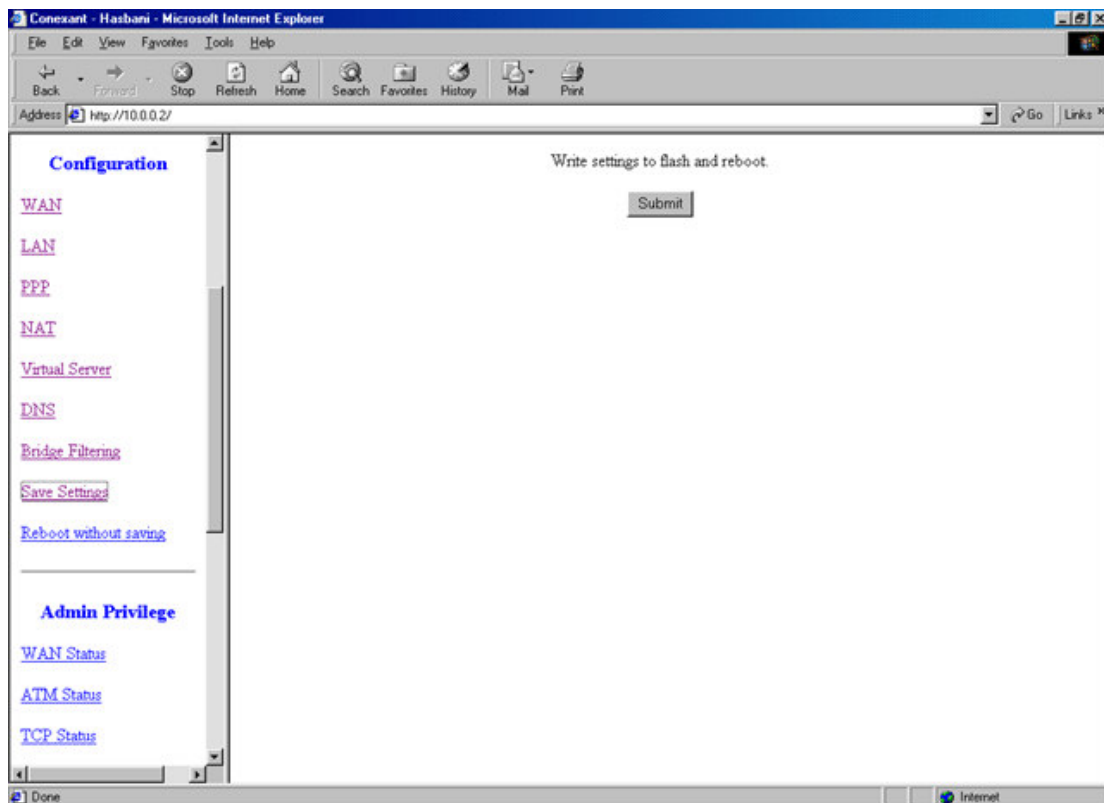 Conexant - Hasbani - Microsoft Internet Explorer
File Edit View Favorites Tools Help
Back Forward Stop Refresh Home Search Favorites History Mail Print
Address http://10.0.0.2/ Go Links »
Configuration
WAN
LAN
PPP
NAT
Virtual Server
DNS
Bridge Filtering
Save Settings
Reboot without saving
Admin Privilege
WAN Status
ATM Status
TCP Status
Write settings to flash and reboot.
Submit
Done Internet